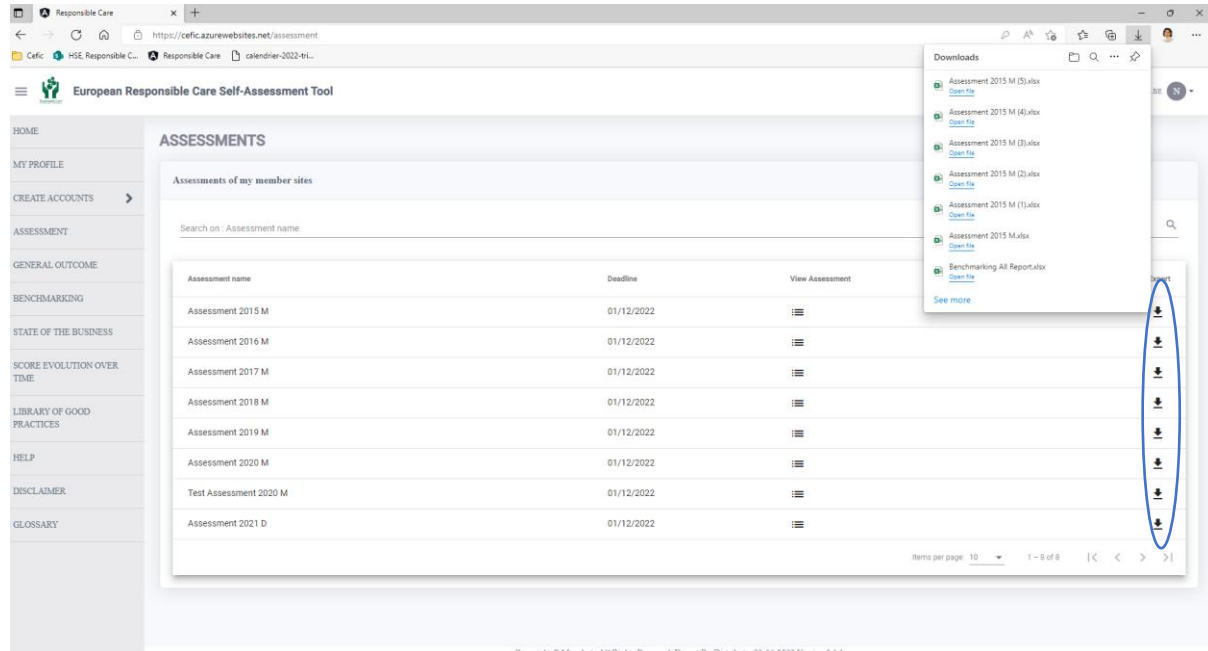 Responsible Care
https://cefic.azurewebsites.net/assessment
Cefic
HSE, Responsible C...
Responsible Care
calendrier-2022-tri...
European Responsible Care Self-Assessment Tool
N
HOME
MY PROFILE
CREATE ACCOUNTS
ASSESSMENT
GENERAL OUTCOME
BENCHMARKING
STATE OF THE BUSINESS
SCORE EVOLUTION OVER
TIME
LIBRARY OF GOOD
PRACTICES
HELP
DISCLAIMER
GLOSSARY
ASSESSMENTS
Assessments of my member sites
Search on : Assessment name
Assessment name Deadline View Assessment
Assessment 2015 M 01/12/2022
Assessment 2016 M 01/12/2022
Assessment 2017 M 01/12/2022
Assessment 2018 M 01/12/2022
Assessment 2019 M 01/12/2022
Assessment 2020 M 01/12/2022
Test Assessment 2020 M 01/12/2022
Assessment 2021 D 01/12/2022
Items per page: 10 1 – 8 of 8
Downloads
Assessment 2015 M (5).xlsx
Open file
Assessment 2015 M (4).xlsx
Open file
Assessment 2015 M (3).xlsx
Open file
Assessment 2015 M (2).xlsx
Open file
Assessment 2015 M (1).xlsx
Open file
Assessment 2015 M.xlsx
Open file
Benchmarking All Report.xlsx
Open file
See more